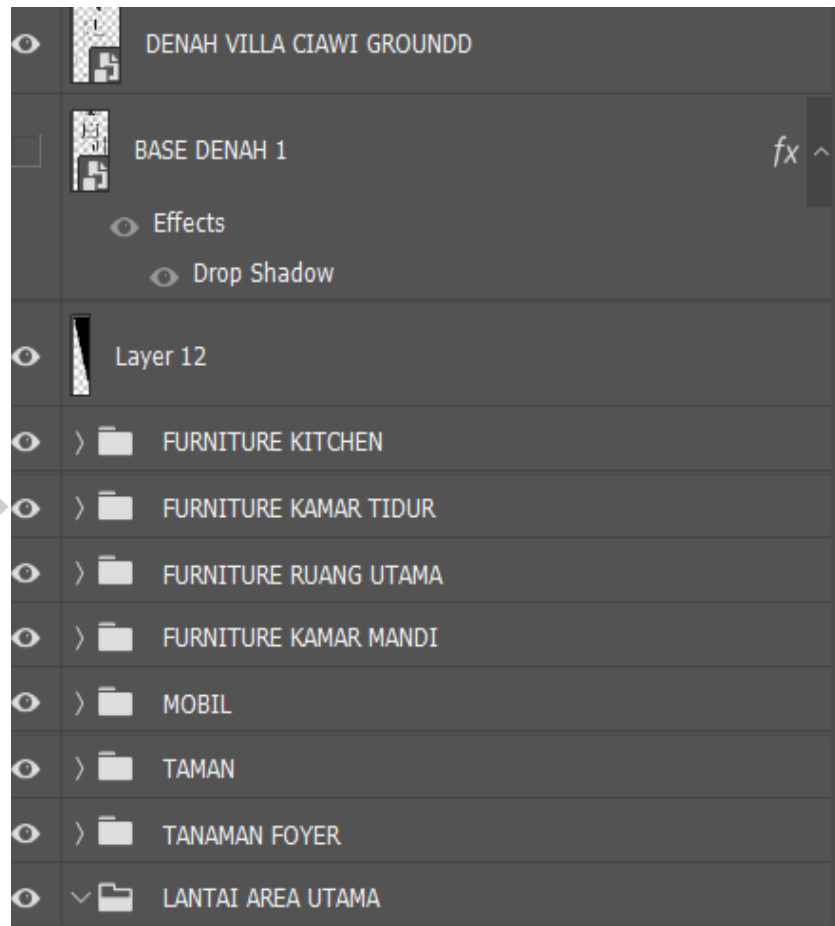 DENAH VILLA CIAWI GROUNDD
BASE DENAH 1
fx
Effects
Drop Shadow
Layer 12
FURNITURE KITCHEN
FURNITURE KAMAR TIDUR
FURNITURE RUANG UTAMA
FURNITURE KAMAR MANDI
MOBIL
TAMAN
TANAMAN FOYER
LANTAI AREA UTAMA